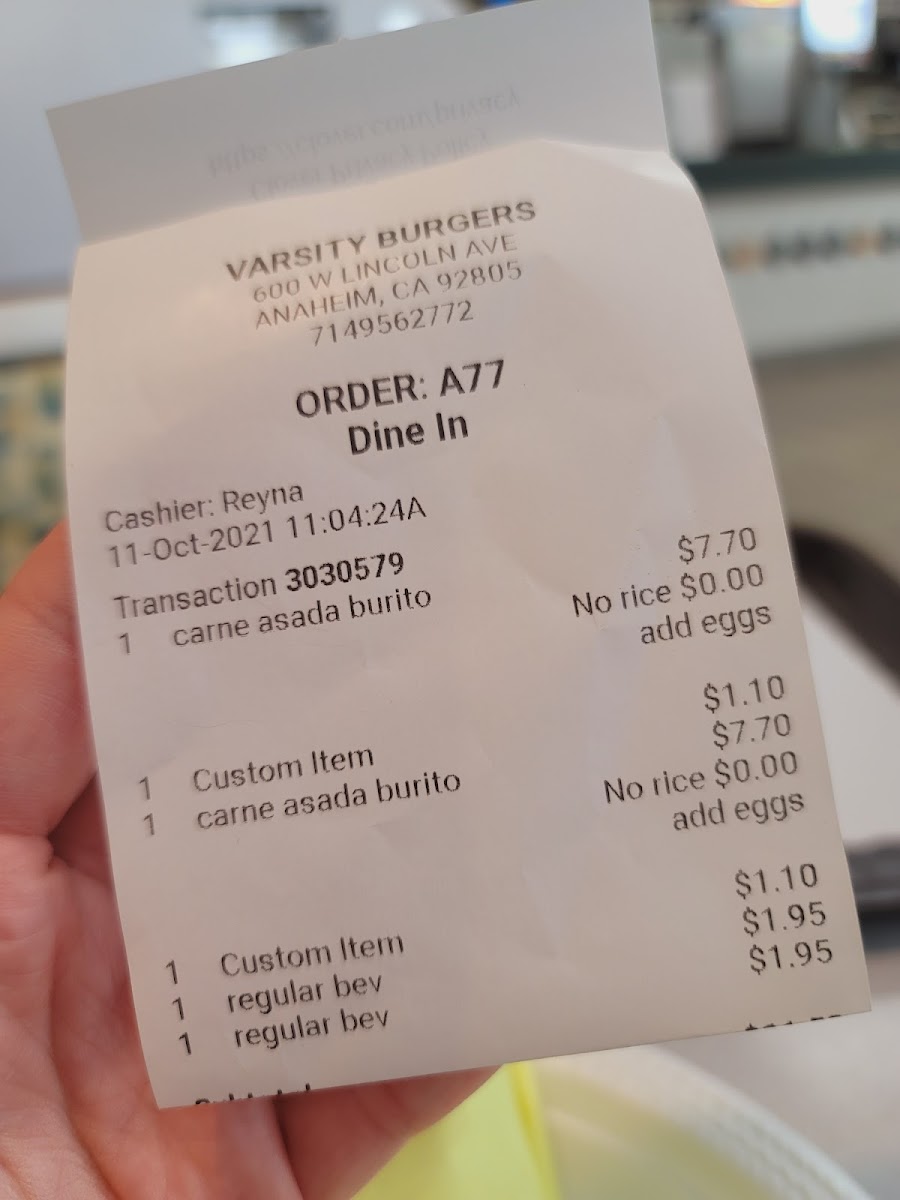 VARSITY BURGERS
600 W LINCOLN AVE
ANAHEIM, CA 92805
7149562772
ORDER: A77
Dine In
Cashier: Reyna
11-Oct-2021 11:04:24A
Transaction 3030579
1 carne asada burito $7.70
No rice $0.00
add eggs
1 Custom Item $1.10
1 carne asada burito $7.70
No rice $0.00
add eggs
1 Custom Item $1.10
1 regular bev $1.95
1 regular bev $1.95